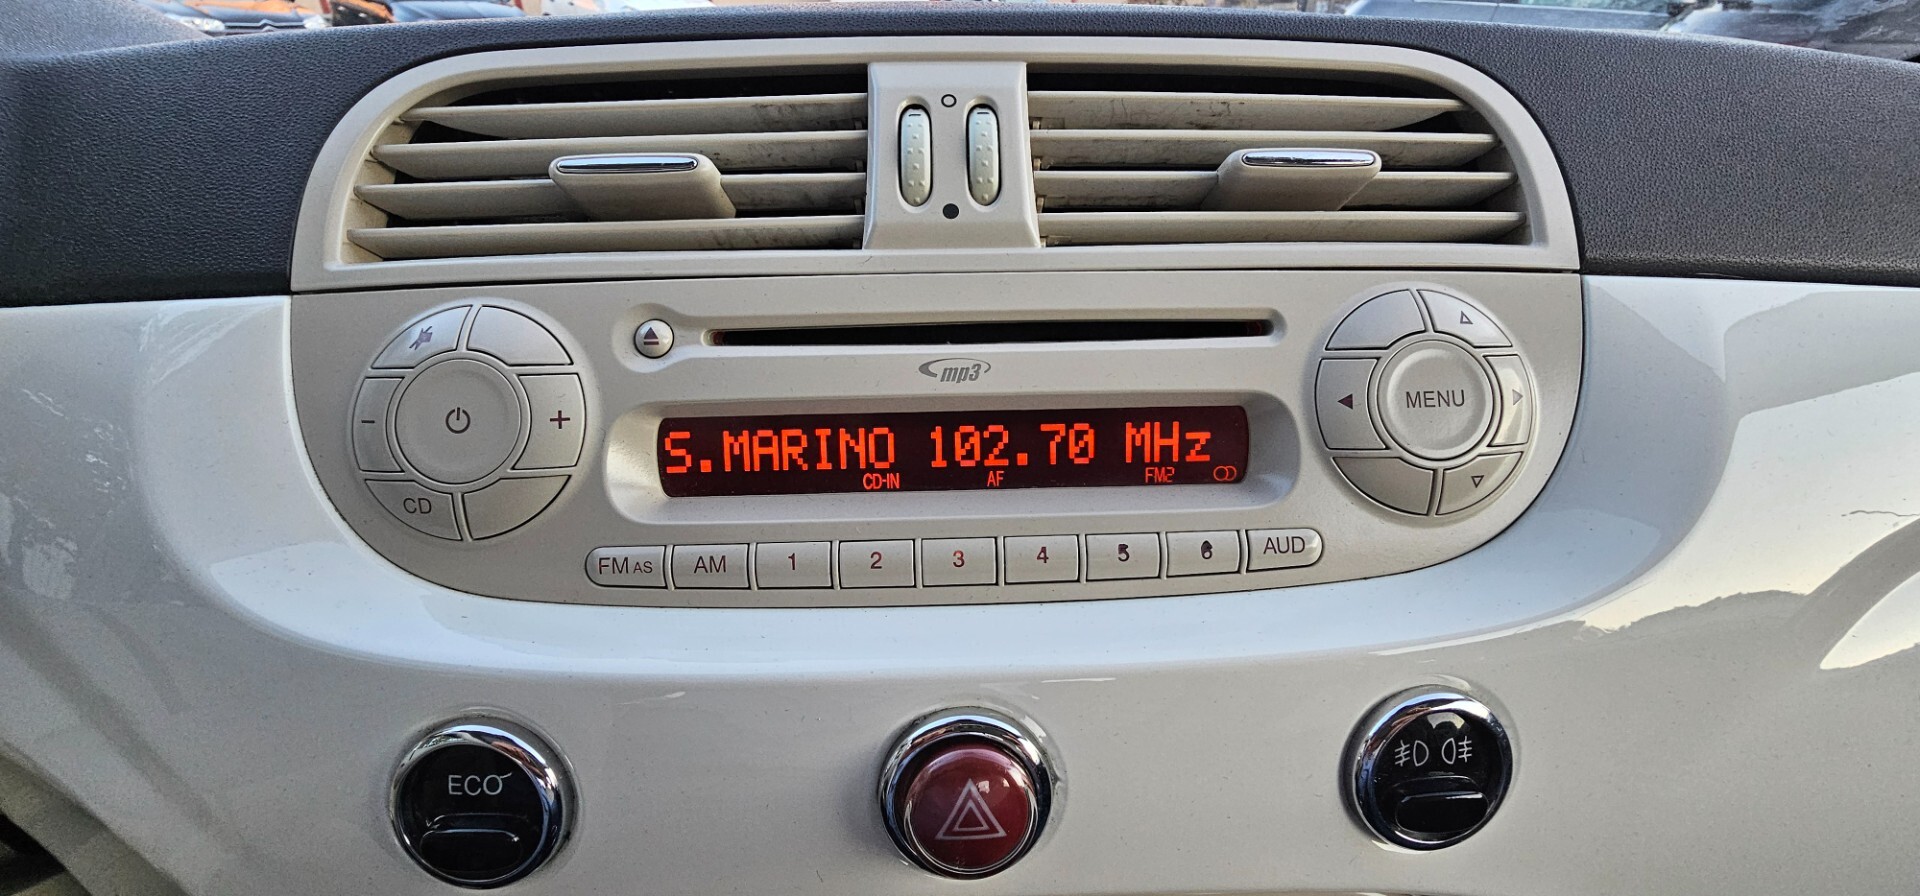 mp3
MENU
S.MARINO 102.70 MHz
CD-IN AF FM2
CD
FM AS AM 1 2 3 4 5 6 AUD
ECO